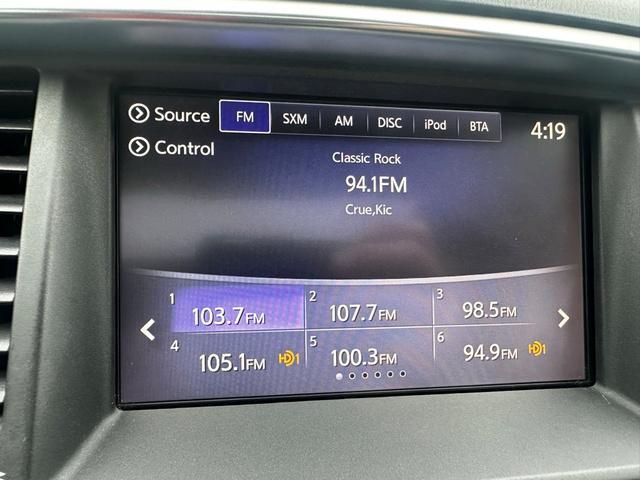 Source FM SXM AM DISC iPod BTA 4:19
Control
Classic Rock
94.1FM
Crue,Kic
1 103.7FM 2 107.7FM 3 98.5FM
4 105.1FM HD1 5 100.3FM 6 94.9FM HD1